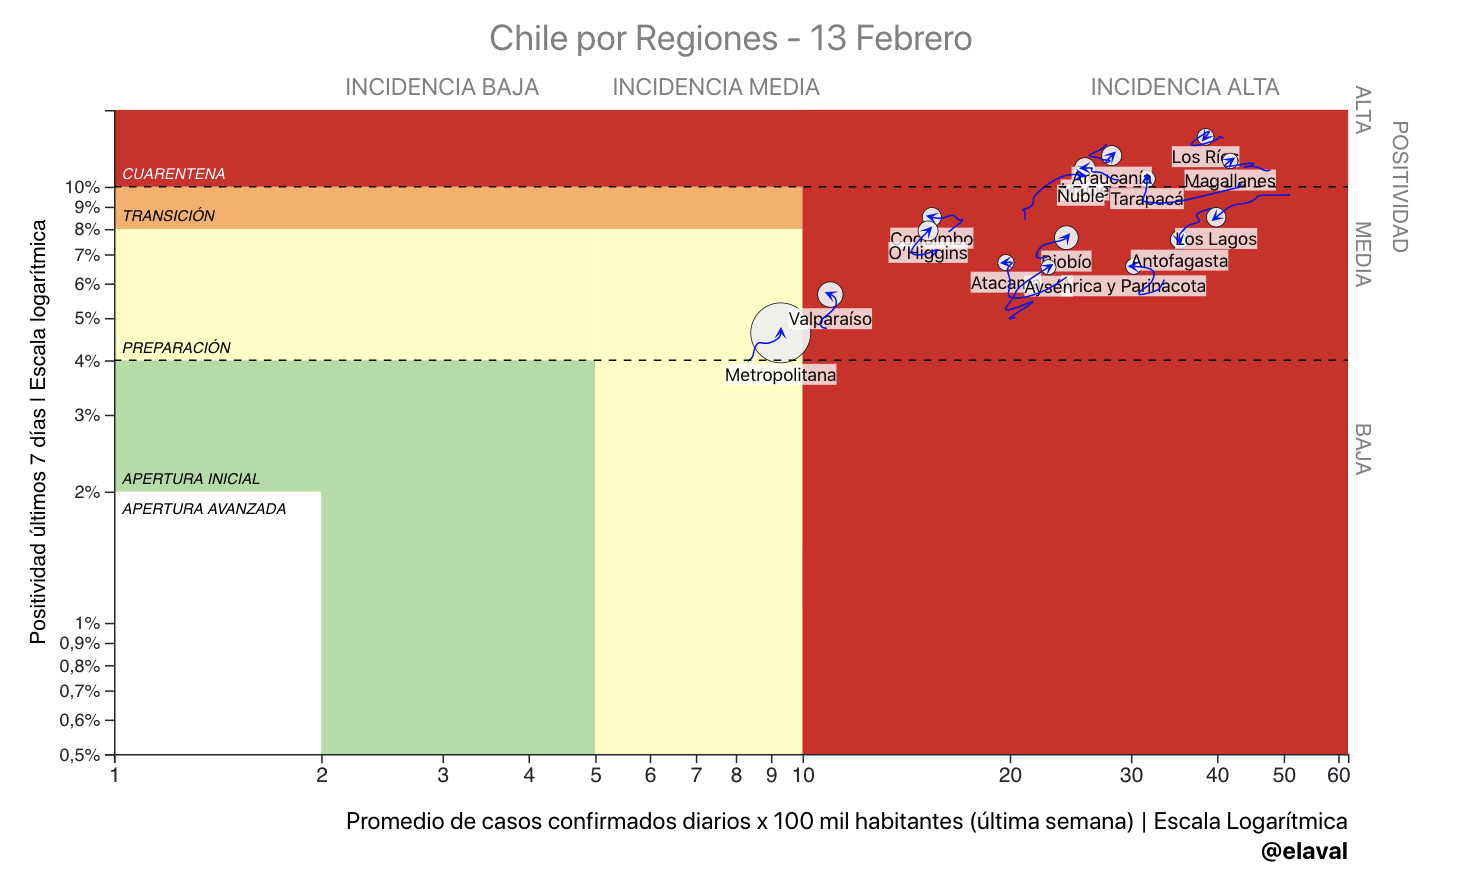 Chile por Regiones - 13 Febrero
INCIDENCIA BAJA
INCIDENCIA MEDIA
INCIDENCIA ALTA
ALTA
MEDIA
BAJA
POSITIVIDAD
Positividad últimos 7 días | Escala logarítmica
10%
9%
8%
7%
6%
5%
4%
3%
2%
1%
0,9%
0,8%
0,7%
0,6%
0,5%
CUARENTENA
TRANSICIÓN
PREPARACIÓN
APERTURA INICIAL
APERTURA AVANZADA
Los Ríos
Magallanes
Araucanía
Ñuble
Tarapacá
Coquimbo
O'Higgins
Los Lagos
Biobío
Antofagasta
Aysén
rica y Parinacota
Valparaíso
Metropolitana
1 2 3 4 5 6 7 8 9 10 20 30 40 50 60
Promedio de casos confirmados diarios x 100 mil habitantes (última semana) | Escala Logarítmica
@elaval